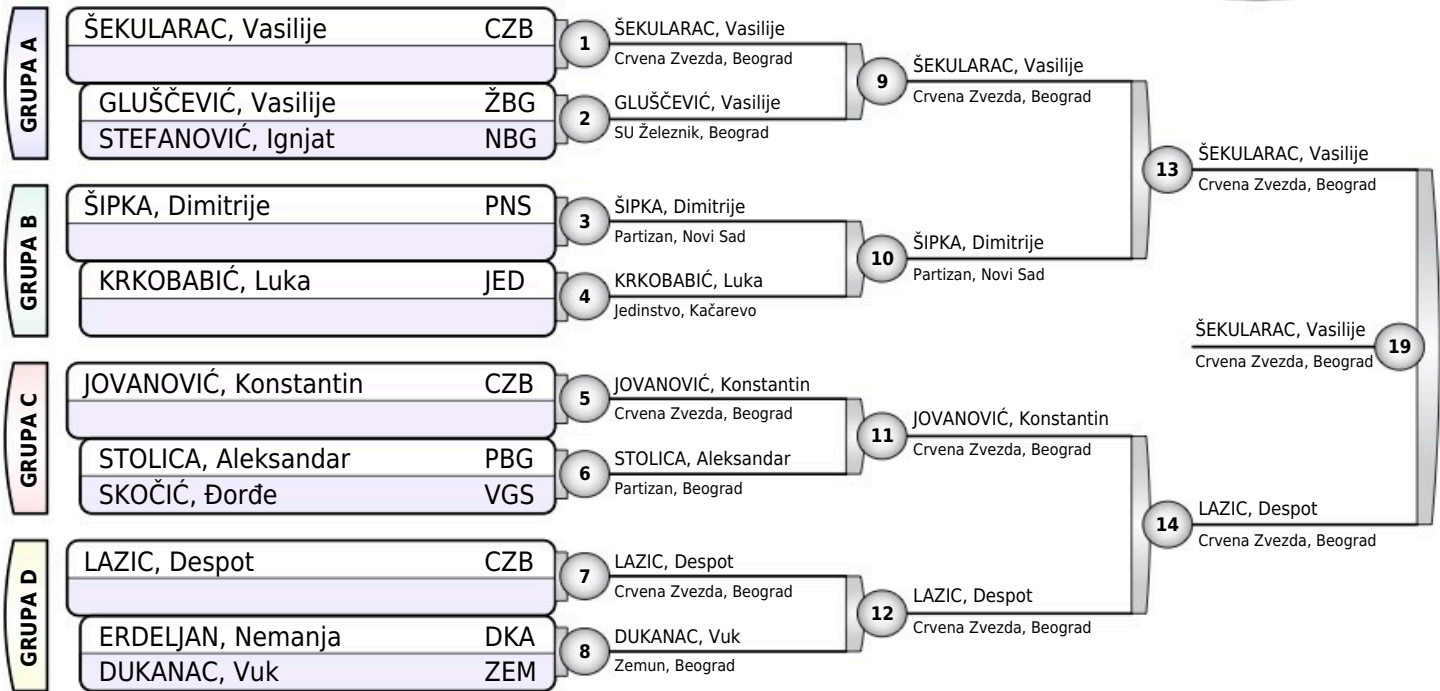 GRUPA A
ŠEKULARAC, Vasilije CZB
GLUŠČEVIĆ, Vasilije ŽBG
STEFANOVIĆ, Ignjat NBG
GRUPA B
ŠIPKA, Dimitrije PNS
KRKOBABIĆ, Luka JED
GRUPA C
JOVANOVIĆ, Konstantin CZB
STOLICA, Aleksandar PBG
SKOČIĆ, Đorđe VGS
GRUPA D
LAZIC, Despot CZB
ERDELJAN, Nemanja DKA
DUKANAC, Vuk ZEM
1
ŠEKULARAC, Vasilije
Crvena Zvezda, Beograd
2
GLUŠČEVIĆ, Vasilije
SU Železnik, Beograd
3
ŠIPKA, Dimitrije
Partizan, Novi Sad
4
KRKOBABIĆ, Luka
Jedinstvo, Kačarevo
5
JOVANOVIĆ, Konstantin
Crvena Zvezda, Beograd
6
STOLICA, Aleksandar
Partizan, Beograd
7
LAZIC, Despot
Crvena Zvezda, Beograd
8
DUKANAC, Vuk
Zemun, Beograd
9
ŠEKULARAC, Vasilije
Crvena Zvezda, Beograd
10
ŠIPKA, Dimitrije
Partizan, Novi Sad
11
JOVANOVIĆ, Konstantin
Crvena Zvezda, Beograd
12
LAZIC, Despot
Crvena Zvezda, Beograd
13
ŠEKULARAC, Vasilije
Crvena Zvezda, Beograd
14
LAZIC, Despot
Crvena Zvezda, Beograd
ŠEKULARAC, Vasilije
Crvena Zvezda, Beograd
19